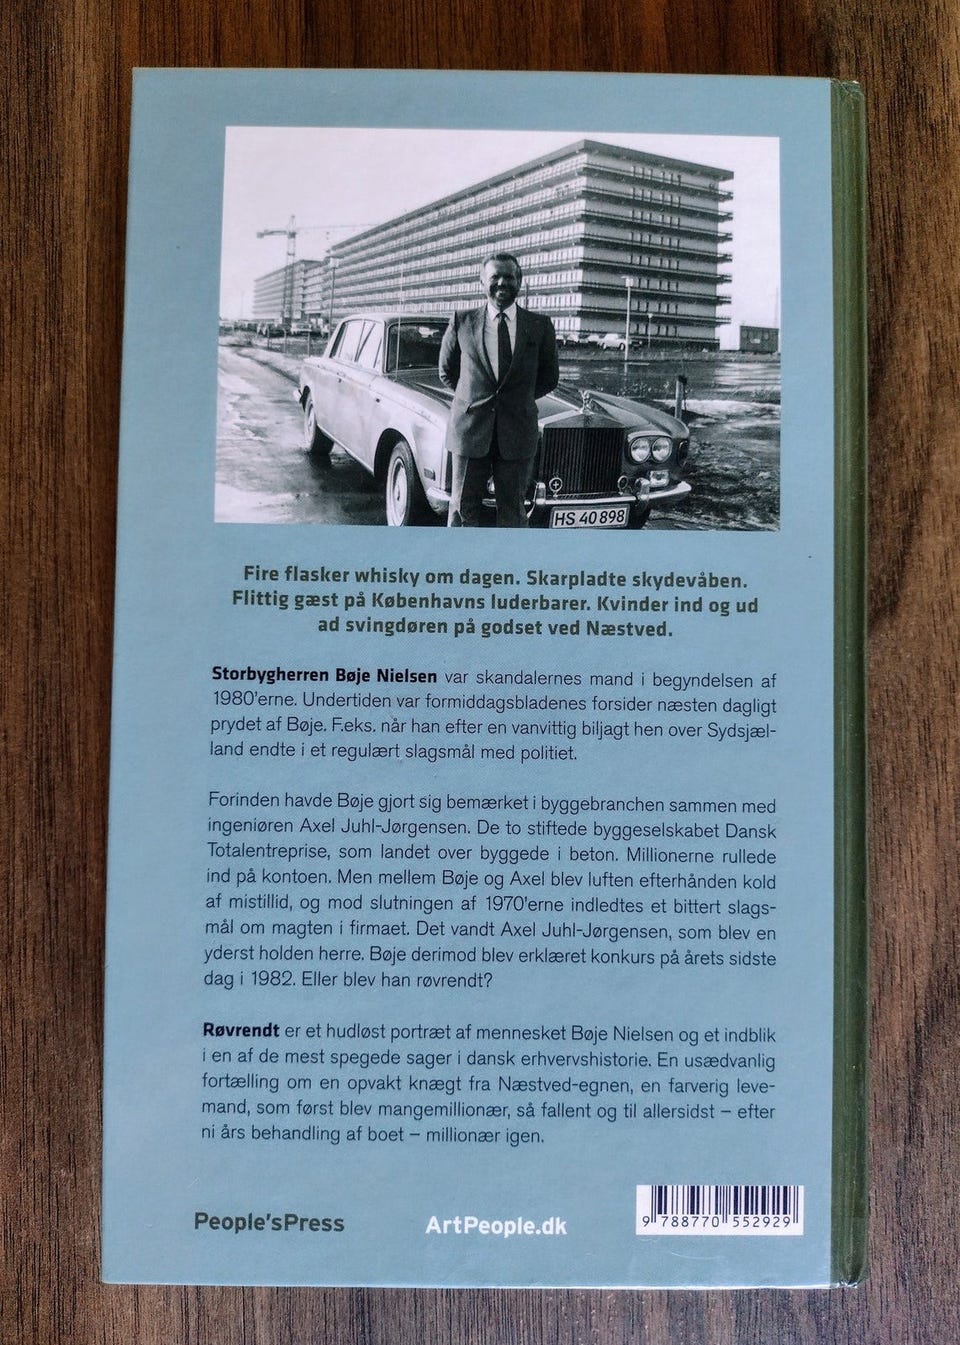 HS 40 898
Fire flasker whisky om dagen. Skarpladte skydevåben.
Flittig gæst på Københavns luderbarer. Kvinder ind og ud
ad svingdøren på godset ved Næstved.
Storbygherren Bøje Nielsen var skandalernes mand i begyndelsen af
1980'erne. Undertiden var formiddagsbladenes forsider næsten dagligt
prydet af Bøje. F.eks. når han efter en vanvittig biljagt hen over Sydsjæl-
land endte i et regulært slagsmål med politiet.
Forinden havde Bøje gjort sig bemærket i byggebranchen sammen med
ingeniøren Axel Juhl-Jørgensen. De to stiftede byggeselskabet Dansk
Totalentreprise, som landet over byggede i beton. Millionerne rullede
ind på kontoen. Men mellem Bøje og Axel blev luften efterhånden kold
af mistillid, og mod slutningen af 1970'erne indledtes et bittert slags-
mål om magten i firmaet. Det vandt Axel Juhl-Jørgensen, som blev en
yderst holden herre. Bøje derimod blev erklæret konkurs på årets sidste
dag i 1982. Eller blev han røvrendt?
Røvrendt er et hudløst portræt af mennesket Bøje Nielsen og et indblik
i en af de mest spegede sager i dansk erhvervshistorie. En usædvanlig
fortælling om en opvakt knægt fra Næstved-egnen, en farverig leve-
mand, som først blev mangemillionær, så fallent og til allersidst – efter
ni års behandling af boet – millionær igen.
People'sPress
ArtPeople.dk
9 788770 552929